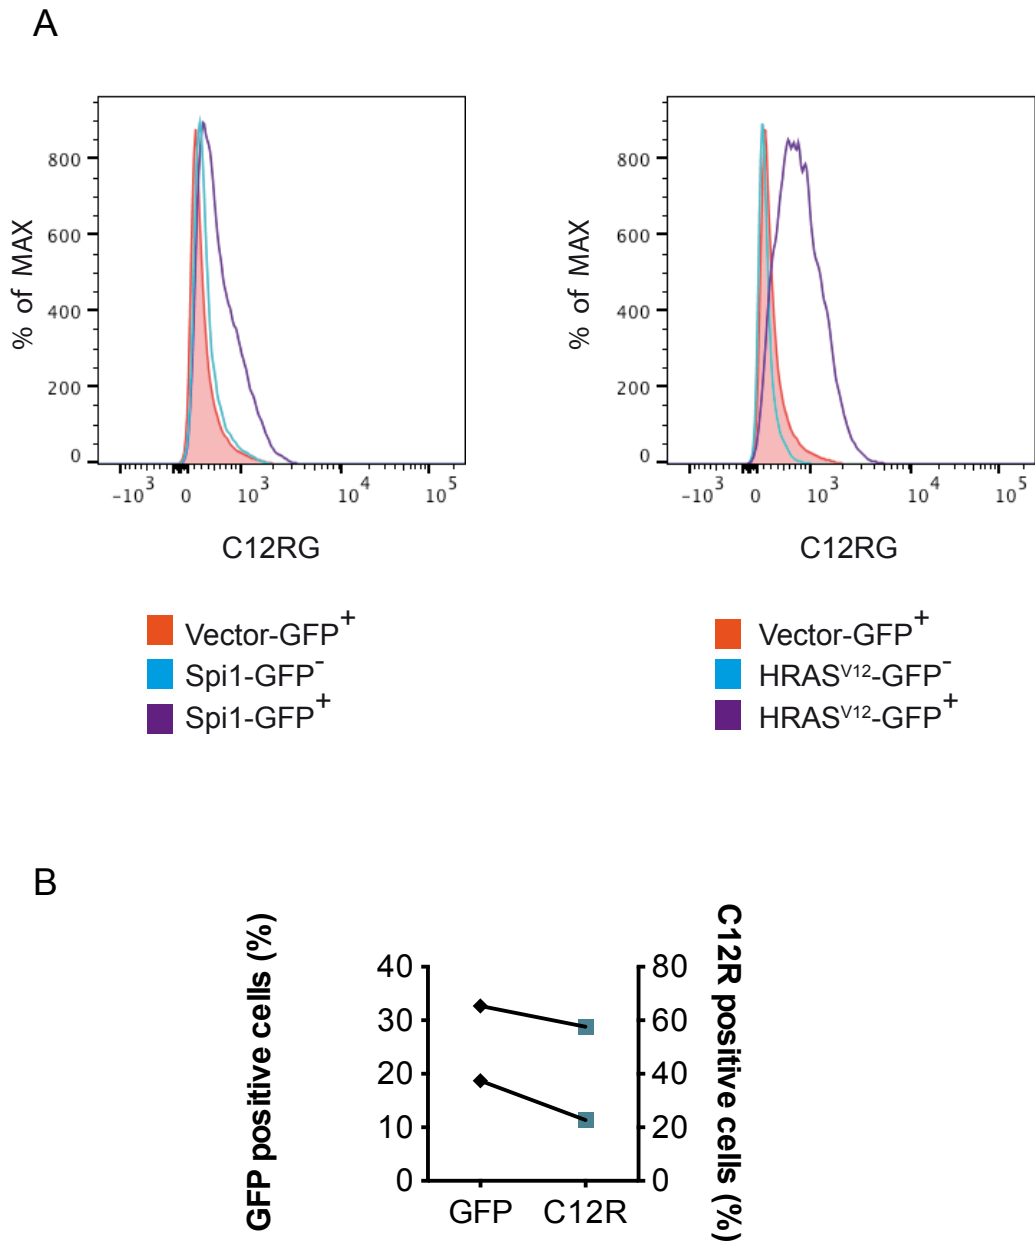 A
% of MAX
800
600
400
200
0
-10³ 0 10³ 10⁴ 10⁵
C12RG
Vector-GFP⁺
Spi1-GFP⁻
Spi1-GFP⁺
% of MAX
800
600
400
200
0
-10³ 0 10³ 10⁴ 10⁵
C12RG
Vector-GFP⁺
HRASⱽ¹²-GFP⁻
HRASⱽ¹²-GFP⁺
B
GFP positive cells (%)
40
30
20
10
0
GFP C12R
80
60
40
20
0
C12R positive cells (%)